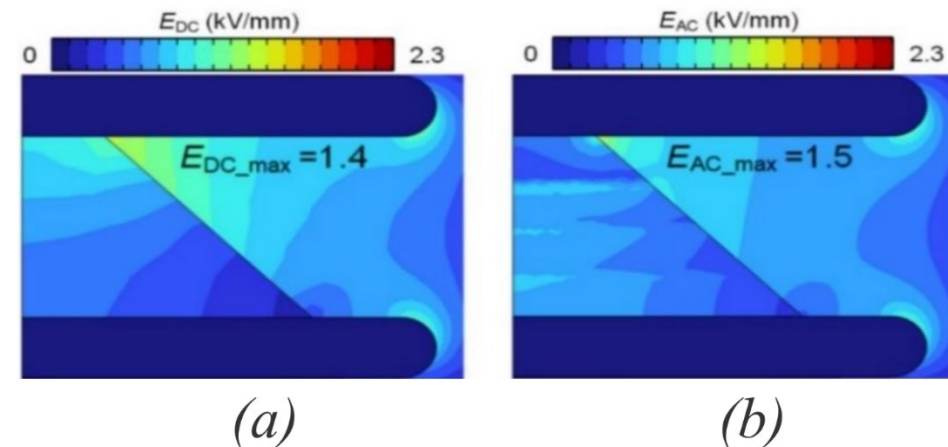 E_DC (kV/mm)
0 2.3
E_DC_max =1.4
(a)
E_AC (kV/mm)
0 2.3
E_AC_max =1.5
(b)